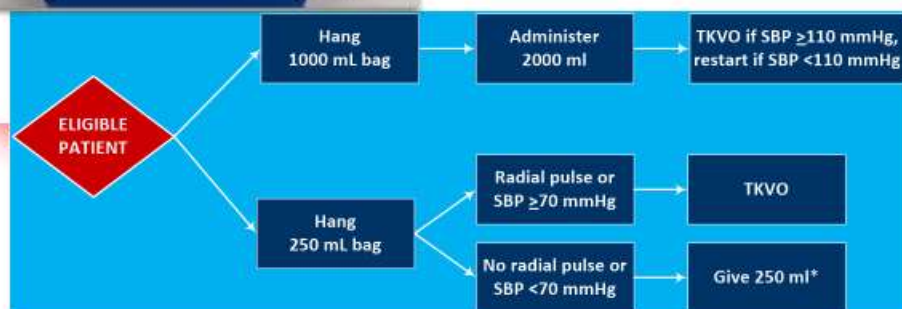 Hang
1000 mL bag
Administer
2000 ml
TKVO if SBP ≥110 mmHg,
restart if SBP <110 mmHg
ELIGIBLE
PATIENT
Hang
250 mL bag
Radial pulse or
SBP ≥70 mmHg
TKVO
No radial pulse or
SBP <70 mmHg
Give 250 ml*